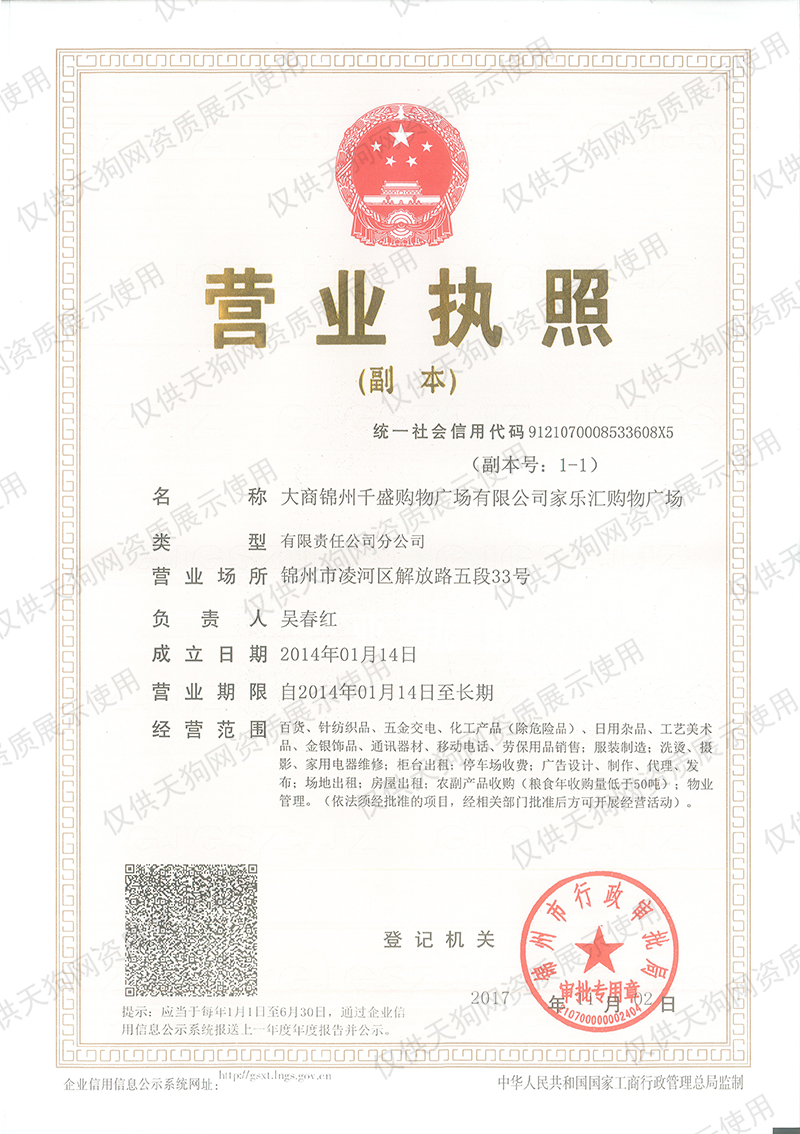 营业执照
(副 本)
统一社会信用代码 9121070008533608X5
（副本号：1-1）
名 称 大商锦州千盛购物广场有限公司家乐汇购物广场
类 型 有限责任公司分公司
营业场所 锦州市凌河区解放路五段33号
负 责 人 吴春红
成立日期 2014年01月14日
营业期限 自2014年01月14日至长期
经营范围 百货、针纺织品、五金交电、化工产品（除危险品）、日用杂品、工艺美术
品、金银饰品、通讯器材、移动电话、劳保用品销售；服装制造；洗烫、摄
影、家用电器维修；柜台出租；停车场收费；广告设计、制作、代理、发
布；场地出租；房屋出租；农副产品收购（粮食年收购量低于50吨）；物业
管理。（依法须经批准的项目，经相关部门批准后方可开展经营活动）。
登记机关
锦州市行政审批局
审批专用章
2107000000002404
2017 年 月 02 日
提示：应当于每年1月1日至6月30日，通过企业信
用信息公示系统报送上一年度年度报告并公示。
企业信用信息公示系统网址： http://gsxt.lngs.gov.cn
中华人民共和国国家工商行政管理总局监制
仅供天狗网资质展示使用